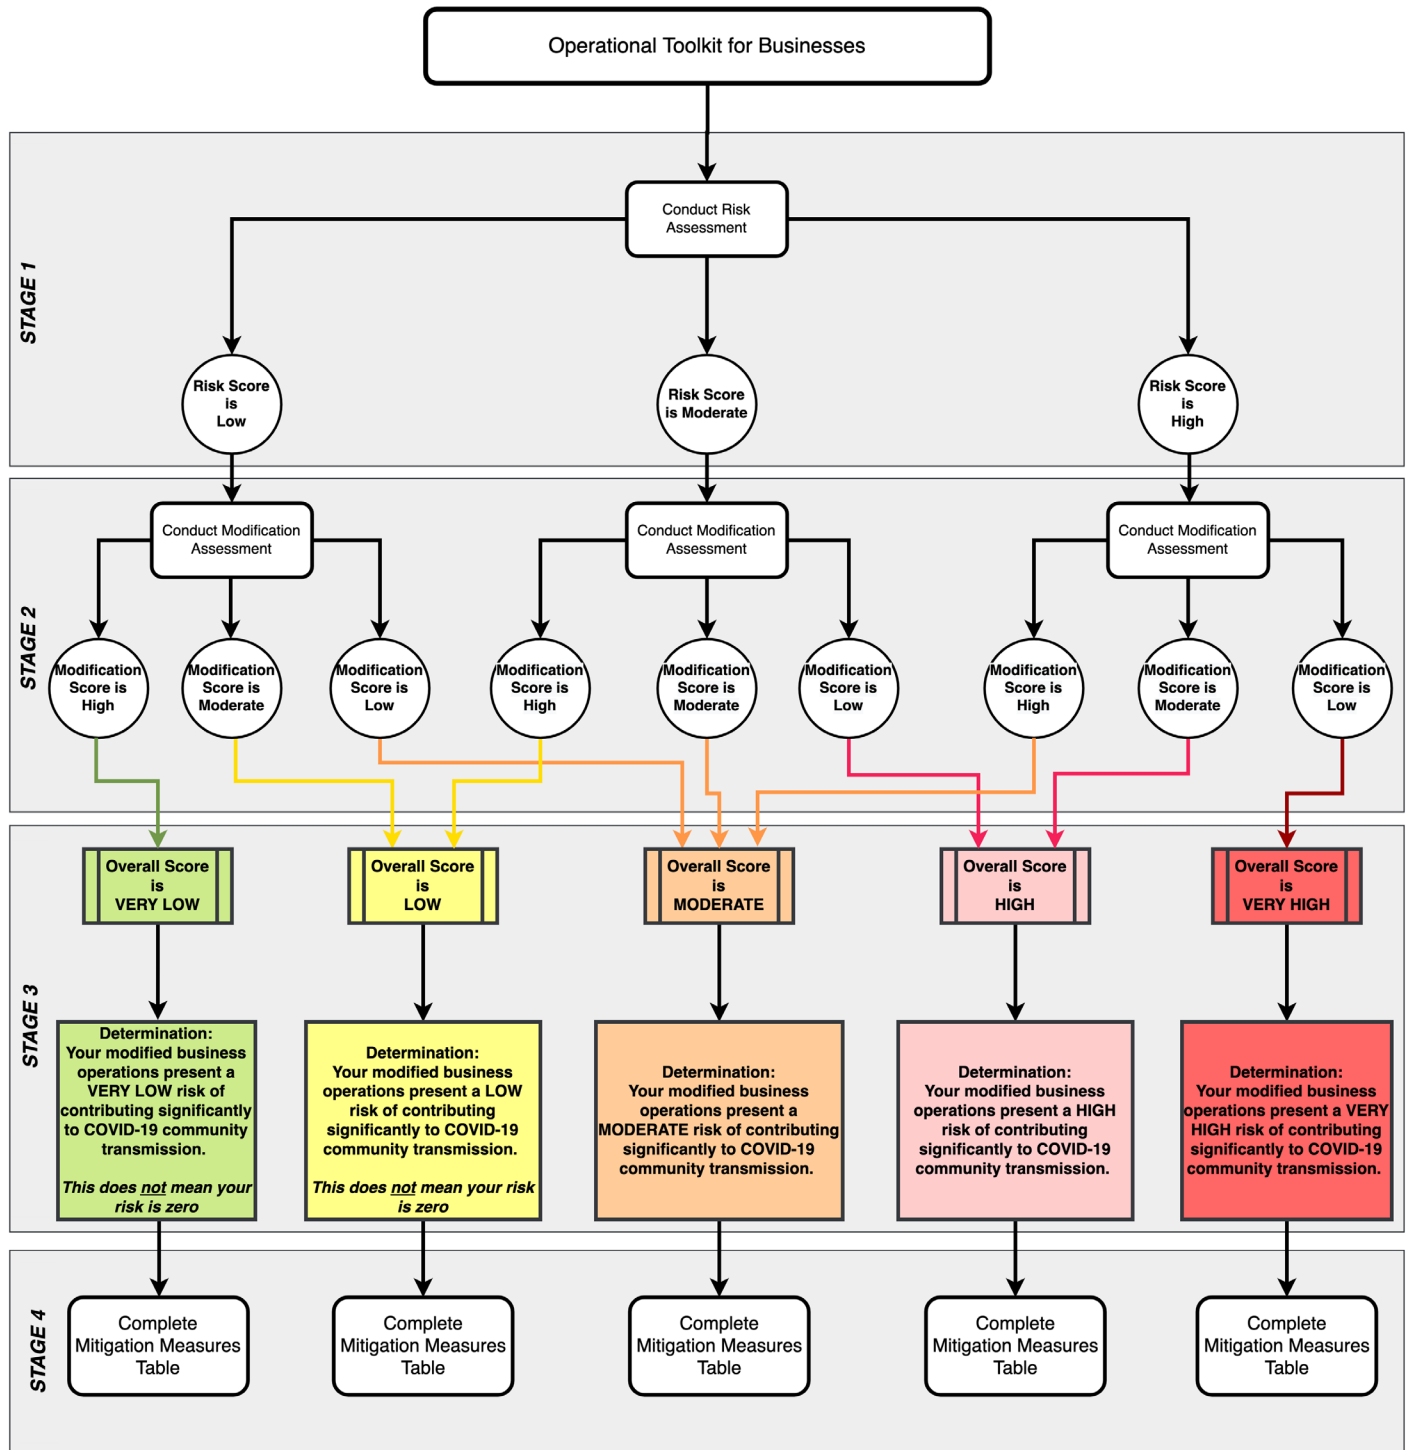 Operational Toolkit for Businesses
STAGE 1
Conduct Risk
Assessment
Risk Score
is
Low
Risk Score
is Moderate
Risk Score
is
High
STAGE 2
Conduct Modification
Assessment
Conduct Modification
Assessment
Conduct Modification
Assessment
Modification
Score is
High
Modification
Score is
Moderate
Modification
Score is
Low
Modification
Score is
High
Modification
Score is
Moderate
Modification
Score is
Low
Modification
Score is
High
Modification
Score is
Moderate
Modification
Score is
Low
STAGE 3
Overall Score
is
VERY LOW
Overall Score
is
LOW
Overall Score
is
MODERATE
Overall Score
is
HIGH
Overall Score
is
VERY HIGH
Determination:
Your modified business
operations present a
VERY LOW risk of
contributing significantly
to COVID-19 community
transmission.
This does not mean your
risk is zero
Determination:
Your modified business
operations present a LOW
risk of contributing
significantly to COVID-19
community transmission.
This does not mean your risk
is zero
Determination:
Your modified business
operations present a
MODERATE risk of contributing
significantly to COVID-19
community transmission.
Determination:
Your modified business
operations present a HIGH
risk of contributing
significantly to COVID-19
community transmission.
Determination:
Your modified business
operations present a VERY
HIGH risk of contributing
significantly to COVID-19
community transmission.
STAGE 4
Complete
Mitigation Measures
Table
Complete
Mitigation Measures
Table
Complete
Mitigation Measures
Table
Complete
Mitigation Measures
Table
Complete
Mitigation Measures
Table